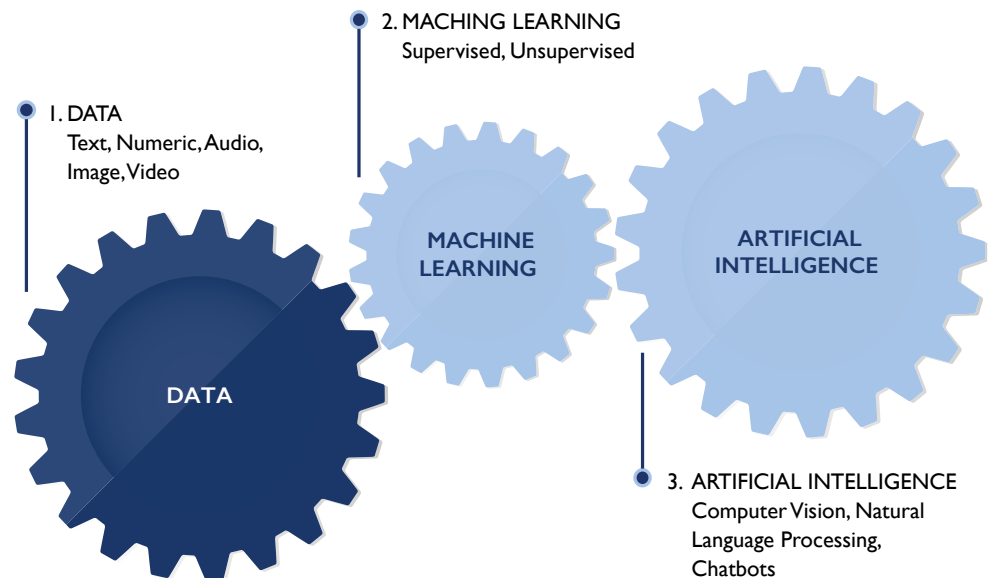 2. MACHING LEARNING
Supervised, Unsupervised
1. DATA
Text, Numeric, Audio,
Image, Video
MACHINE
LEARNING
ARTIFICIAL
INTELLIGENCE
DATA
3. ARTIFICIAL INTELLIGENCE
Computer Vision, Natural
Language Processing,
Chatbots